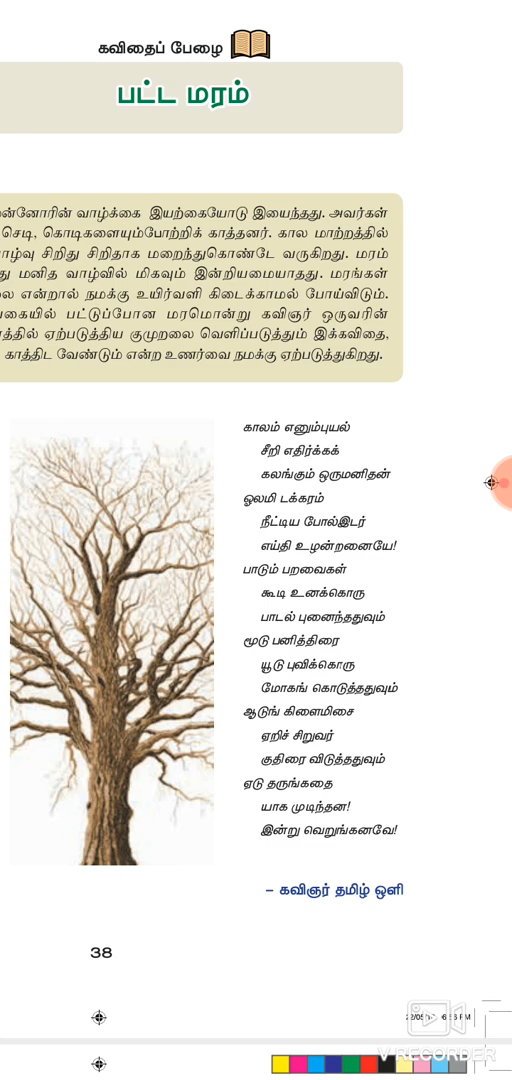 கவிதைப் பேழை
பட்ட மரம்
வாழ்க்கை இயற்கையோடு இயைந்தது. அவர்கள்
செடி, கொடிகளையும்போற்றிக் காத்தனர். கால மாற்றத்தில்
சிறிது சிறிதாக மறைந்துகொண்டே வருகிறது. மரம்
மனித வாழ்வில் மிகவும் இன்றியமையாதது. மரங்கள்
என்றால் நமக்கு உயிர்வளி கிடைக்காமல் போய்விடும்.
பட்டுப்போன மரமொன்று கவிஞர் ஒருவரின்
ஏற்படுத்திய குமுறலை வெளிப்படுத்தும் இக்கவிதை,
காத்திட வேண்டும் என்ற உணர்வை நமக்கு ஏற்படுத்துகிறது.
காலம் எனும்புயல்
சீறி எதிர்க்கக்
கலங்கும் ஒருமனிதன்
ஓலமி டக்கரம்
நீட்டிய போல்இடர்
எய்தி உழன்றனையே!
பாடும் பறவைகள்
கூடி உனக்கொரு
பாடல் புனைந்ததுவும்
மூடு பனித்திரை
யூடு புவிக்கொரு
மோகங் கொடுத்ததுவும்
ஆடுங் கிளைமிசை
ஏறிச் சிறுவர்
குதிரை விடுத்ததுவும்
ஏடு தருங்கதை
யாக முடிந்தன!
இன்று வெறுங்கனவே!
– கவிஞர் தமிழ் ஒளி
38
PM
V RECORDER